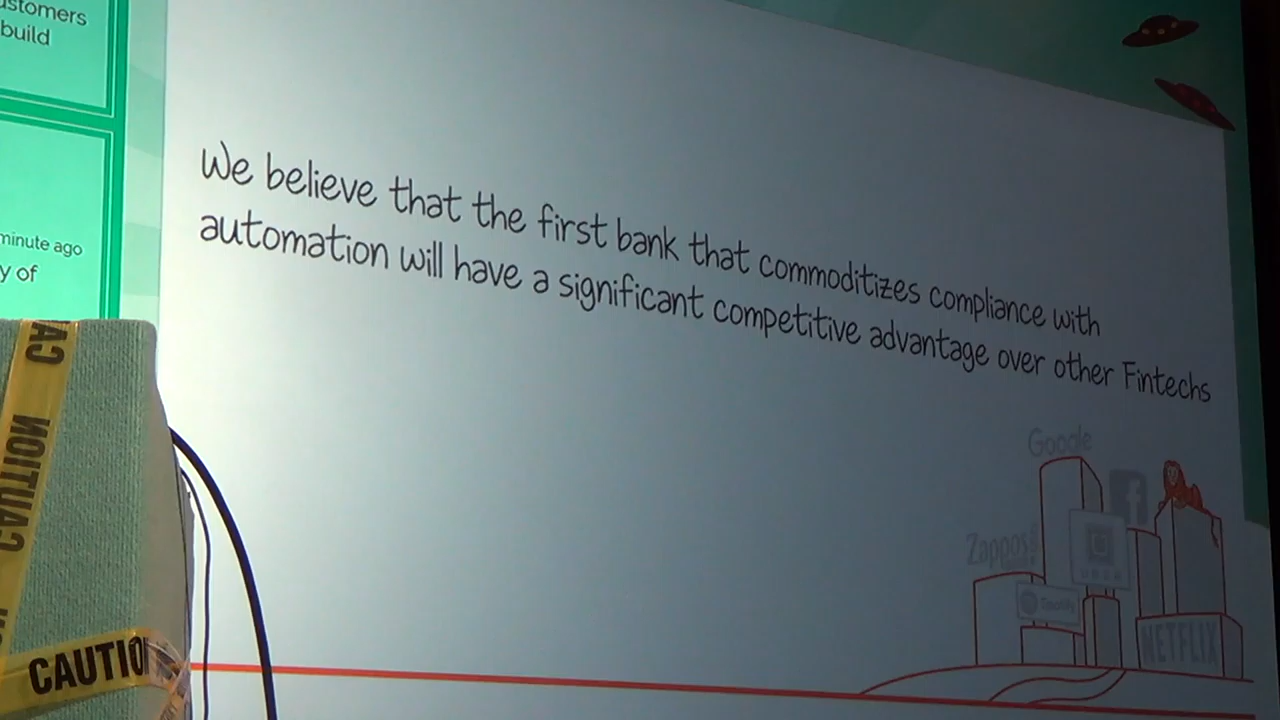 ustomers
build
minute ago
y of
We believe that the first bank that commoditizes compliance with
automation will have a significant competitive advantage over other Fintechs
Google
Zappos
UBER
Spotify
NETFLIX
CAUTION
CAUTIO